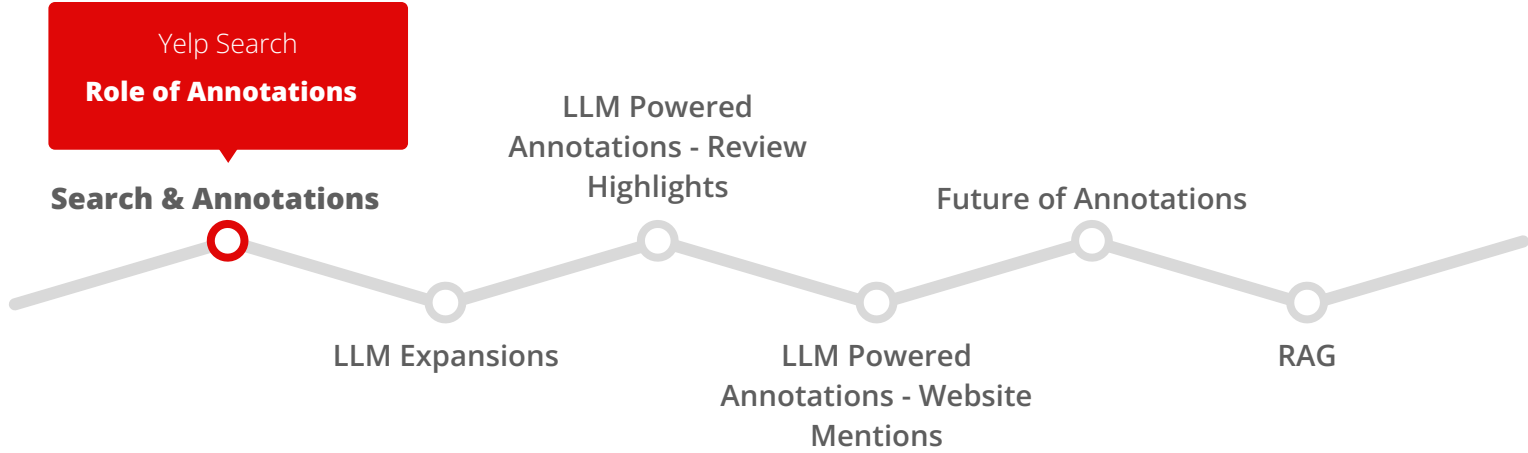 Yelp Search
Role of Annotations
Search & Annotations
LLM Expansions
LLM Powered
Annotations - Review
Highlights
LLM Powered
Annotations - Website
Mentions
Future of Annotations
RAG